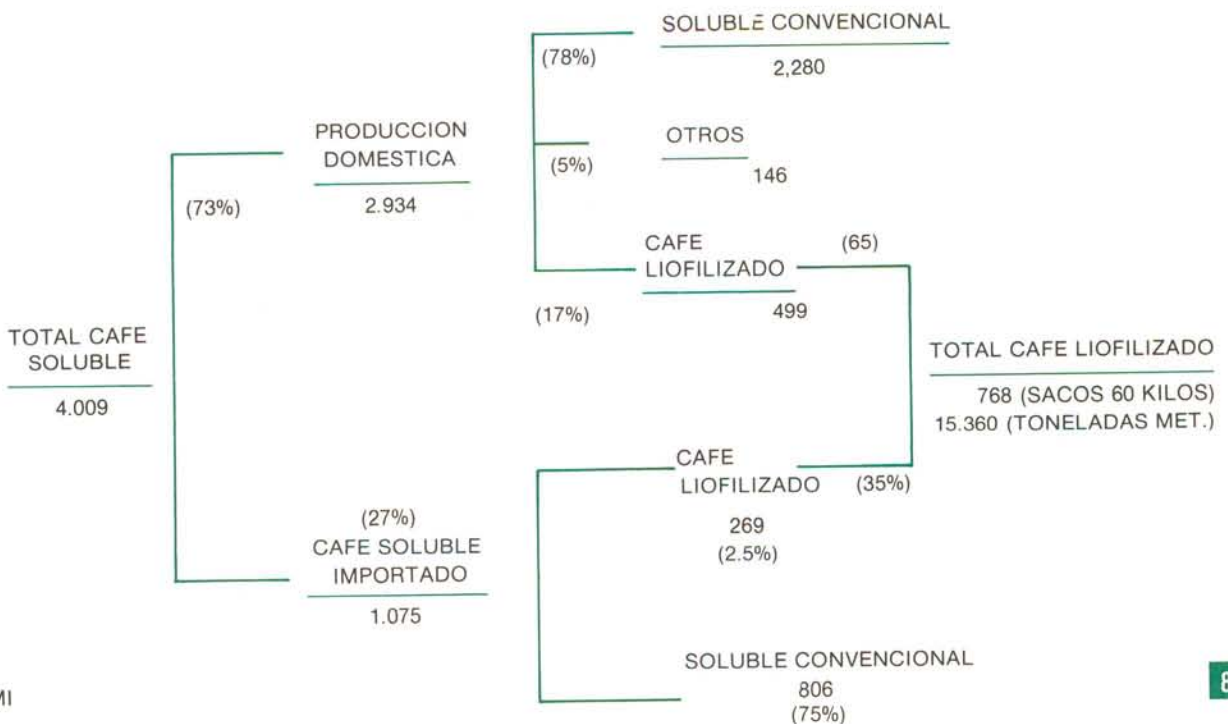 SOLUBLE CONVENCIONAL
(78%)
2,280
PRODUCCION
DOMESTICA
OTROS
(5%)
146
(73%)
2.934
CAFE
LIOFILIZADO
(65)
(17%)
499
TOTAL CAFE
SOLUBLE
4.009
TOTAL CAFE LIOFILIZADO
768 (SACOS 60 KILOS)
15.360 (TONELADAS MET.)
CAFE
LIOFILIZADO
(35%)
269
(2.5%)
(27%)
CAFE SOLUBLE
IMPORTADO
1.075
SOLUBLE CONVENCIONAL
806
(75%)